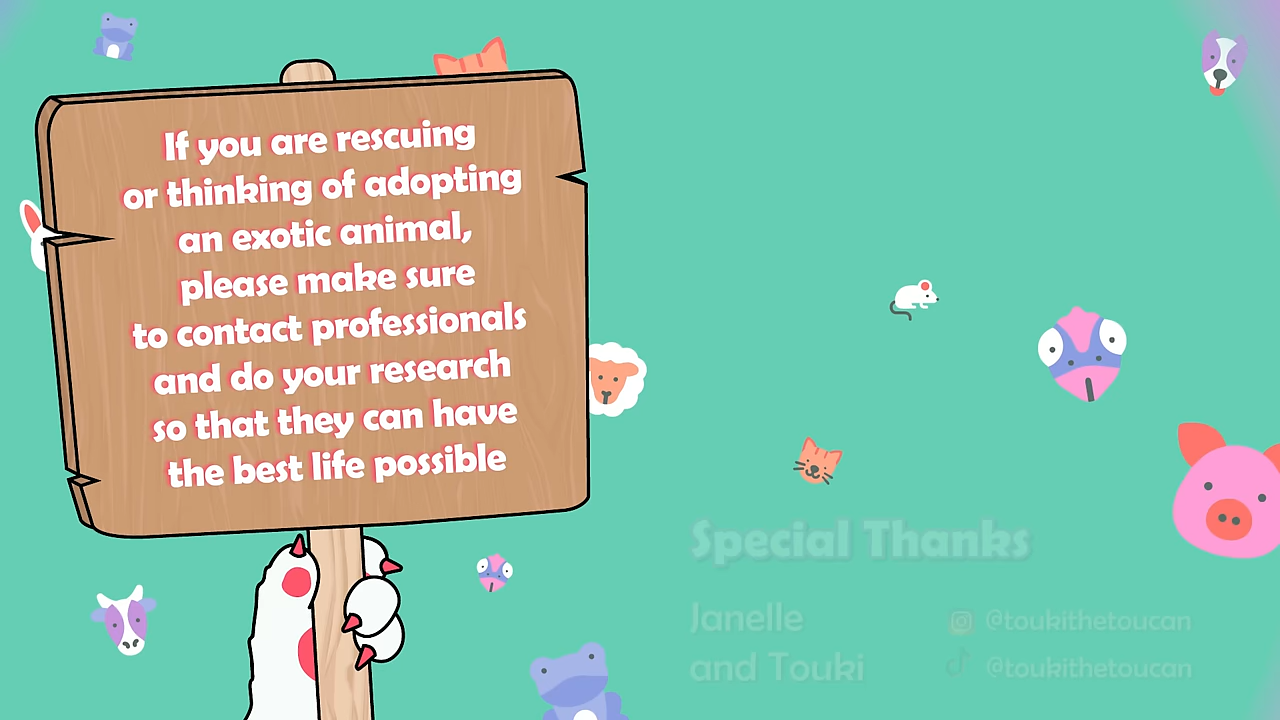 If you are rescuing
or thinking of adopting
an exotic animal,
please make sure
to contact professionals
and do your research
so that they can have
the best life possible
Special Thanks
Janelle
and Touki
@toukithetoucan
@toukithetoucan